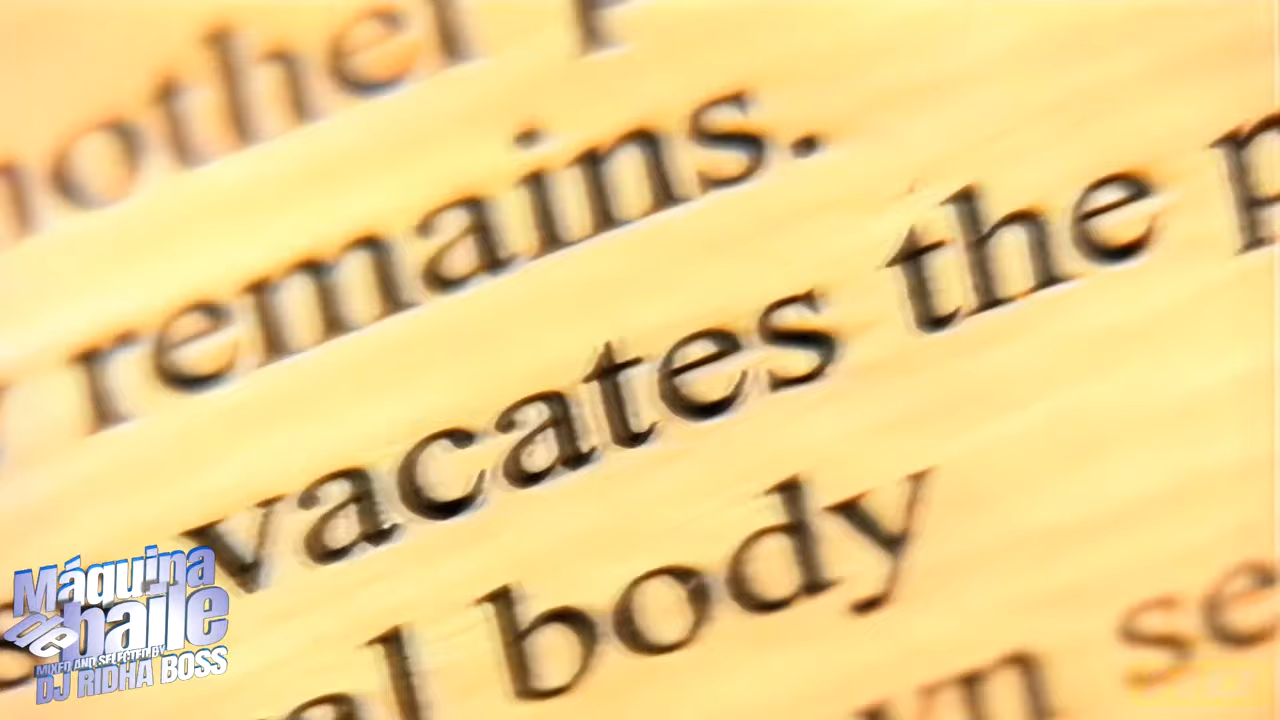 remains.
vacates the
body
Máquina
de baile
MIXED AND SELECTED BY
DJ RIDHA BOSS